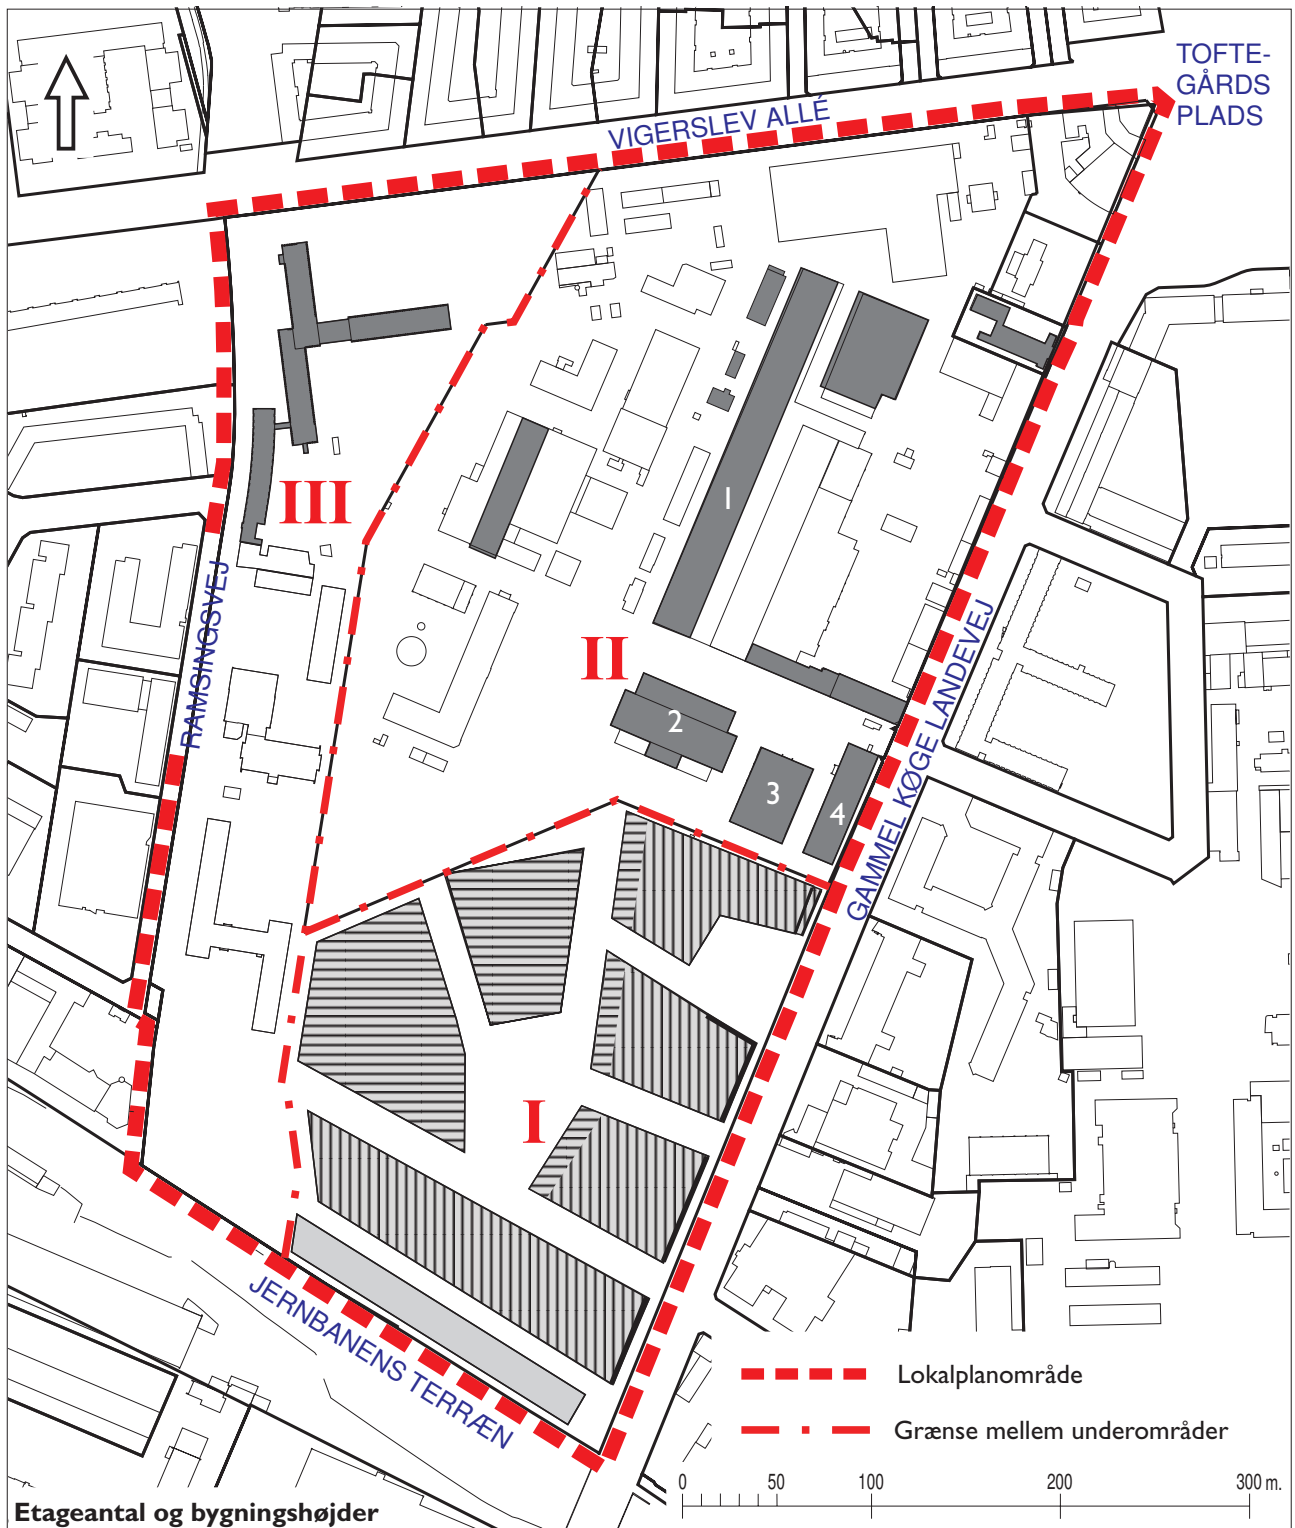 TOFTE-
GÅRDS
PLADS
VIGERSLEV ALLÉ
III
1
II
RAMSINGSVEJ
2
3
4
GAMMEL KØGE LANDEVEJ
I
JERNBANENS TERRÆN
Lokalplanområde
Grænse mellem underområder
0 50 100 200 300 m.
Etageantal og bygningshøjder